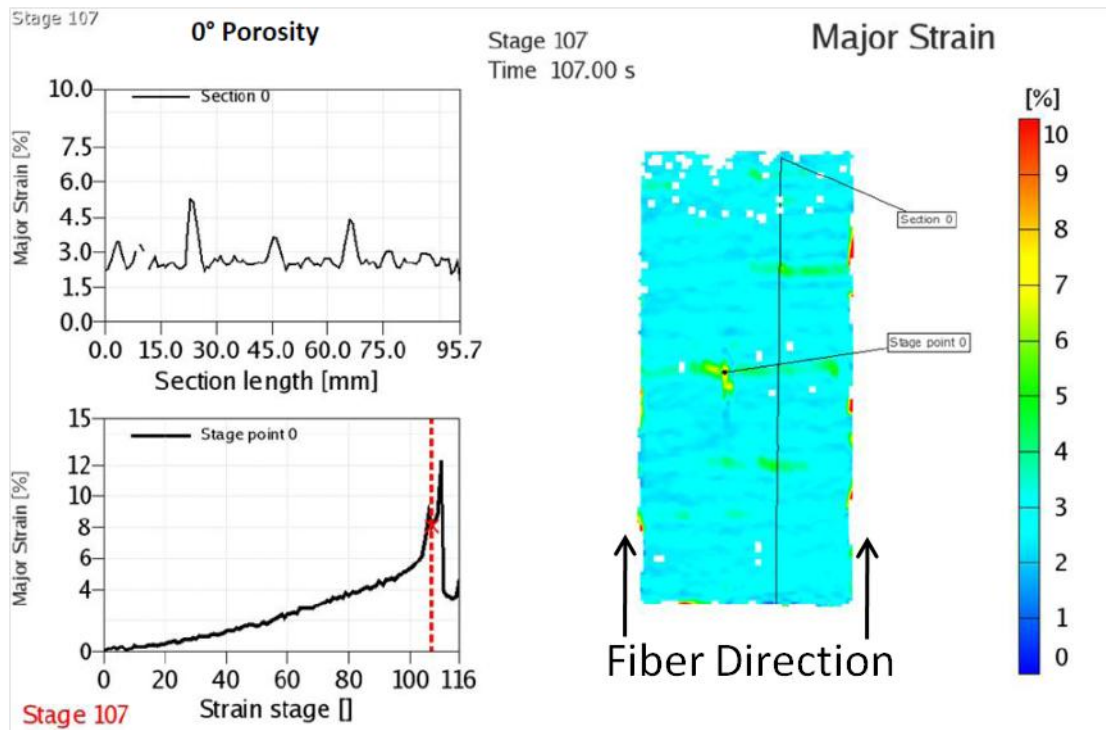 Stage 107
0° Porosity
Stage 107
Time 107.00 s
Major Strain
Section 0
10.0
7.5
6.0
4.5
3.0
1.5
0.0
Major Strain [%]
0.0 15.0 30.0 45.0 60.0 75.0 95.7
Section length [mm]
Stage point 0
15
12
10
8
6
4
2
0
Major Strain [%]
0 20 40 60 80 100 116
Strain stage []
Stage 107
Section 0
Stage point 0
Fiber Direction
[%]
10
9
8
7
6
5
4
3
2
1
0